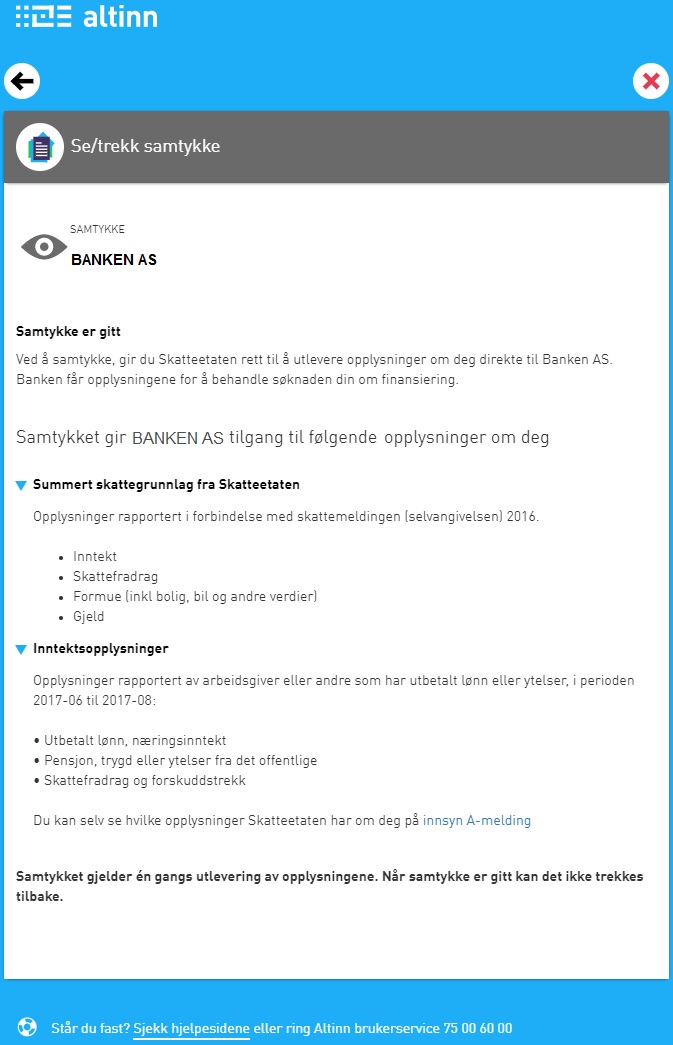 altinn
Se/trekk samtykke
SAMTYKKE
BANKEN AS
Samtykke er gitt
Ved å samtykke, gir du Skatteetaten rett til å utlevere opplysninger om deg direkte til Banken AS.
Banken får opplysningene for å behandle søknaden din om finansiering.
Samtykket gir BANKEN AS tilgang til følgende opplysninger om deg
Summert skattegrunnlag fra Skatteetaten
Opplysninger rapportert i forbindelse med skattemeldingen (selvangivelsen) 2016.
• Inntekt
• Skattefradrag
• Formue (inkl bolig, bil og andre verdier)
• Gjeld
Inntektsopplysninger
Opplysninger rapportert av arbeidsgiver eller andre som har utbetalt lønn eller ytelser, i perioden
2017-06 til 2017-08:
• Utbetalt lønn, næringsinntekt
• Pensjon, trygd eller ytelser fra det offentlige
• Skattefradrag og forskuddstrekk
Du kan selv se hvilke opplysninger Skatteetaten har om deg på innsyn A-melding
Samtykket gjelder én gangs utlevering av opplysningene. Når samtykke er gitt kan det ikke trekkes
tilbake.
Står du fast? Sjekk hjelpesidene eller ring Altinn brukerservice 75 00 60 00